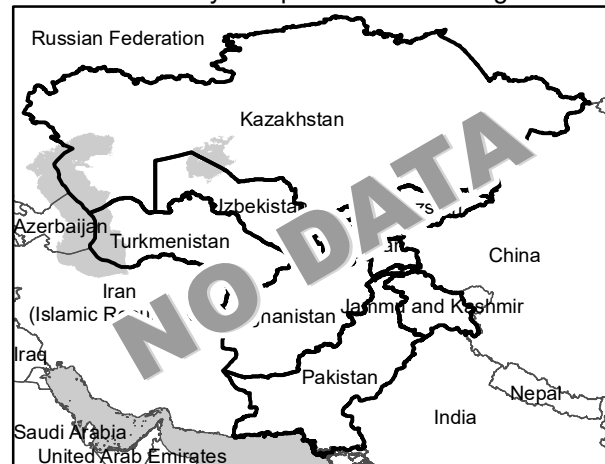 Russian Federation
Kazakhstan
Azerbaijan
Turkmenistan
China
Iran
(Islamic
Jammu and Kashmir
NO DATA
Iraq
Pakistan
Nepal
India
Saudi Arabia
United Arab Emirates